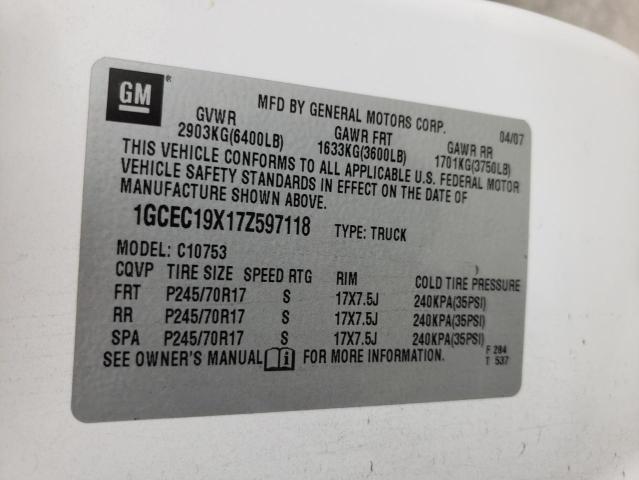 GM
MFD BY GENERAL MOTORS CORP. 04/07
GVWR GAWR FRT GAWR RR
2903KG(6400LB) 1633KG(3600LB) 1701KG(3750LB)
THIS VEHICLE CONFORMS TO ALL APPLICABLE U.S. FEDERAL MOTOR
VEHICLE SAFETY STANDARDS IN EFFECT ON THE DATE OF
MANUFACTURE SHOWN ABOVE.
1GCEC19X17Z597118 TYPE: TRUCK
MODEL: C10753
CQVP TIRE SIZE SPEED RTG RIM COLD TIRE PRESSURE
FRT P245/70R17 S 17X7.5J 240KPA(35PSI)
RR P245/70R17 S 17X7.5J 240KPA(35PSI)
SPA P245/70R17 S 17X7.5J 240KPA(35PSI)
SEE OWNER'S MANUAL FOR MORE INFORMATION. F 284
T 537